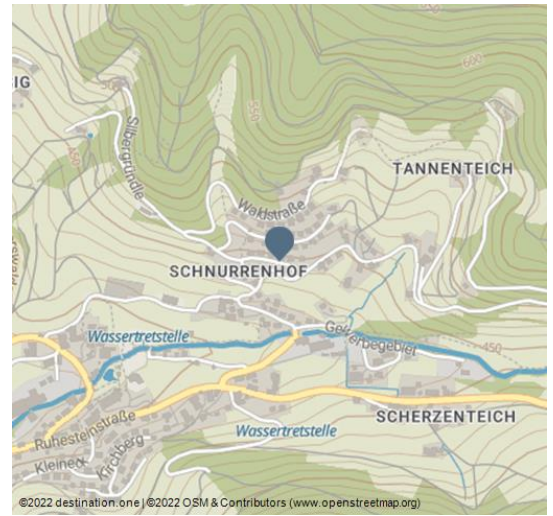 600
IG
500
550
450
Silbergründle
TANNENTEICH
Waldstraße
SCHNURRENHOF
Wassertretstelle
Gewerbegebiet
450
SCHERZENTEICH
Ruhesteinstraße
Wassertretstelle
Kirchberg
Kleineck
©2022 destination.one | ©2022 OSM & Contributors (www.openstreetmap.org)